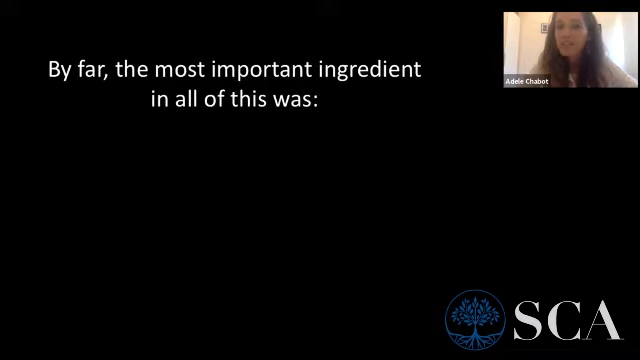 By far, the most important ingredient
in all of this was:
Adele Chabot
SCA